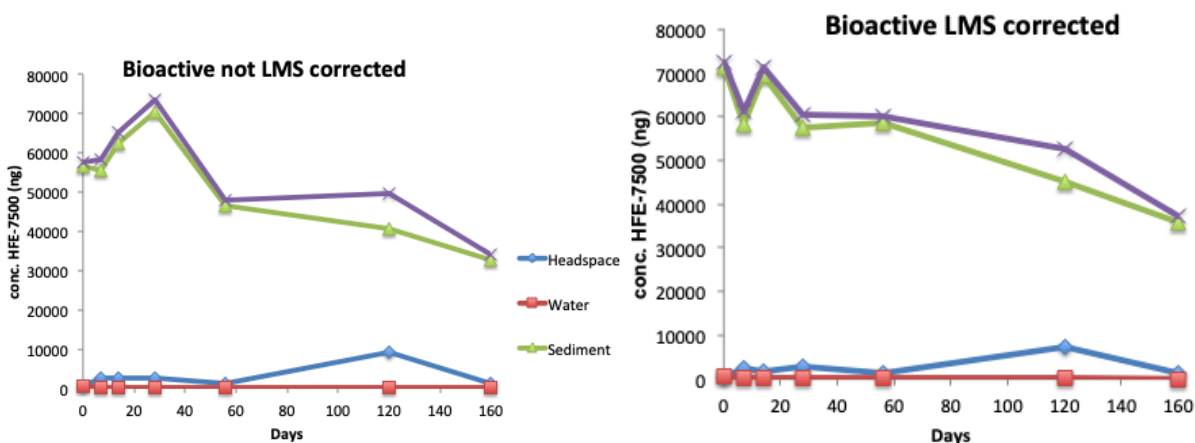 Bioactive not LMS corrected
80000
70000
60000
50000
40000
30000
20000
10000
0
conc. HFE-7500 (ng)
0 20 40 60 80 100 120 140 160
Days
Headspace
Water
Sediment
Bioactive LMS corrected
80000
70000
60000
50000
40000
30000
20000
10000
0
conc. HFE-7500 (ng)
0 20 40 60 80 100 120 140 160
Days